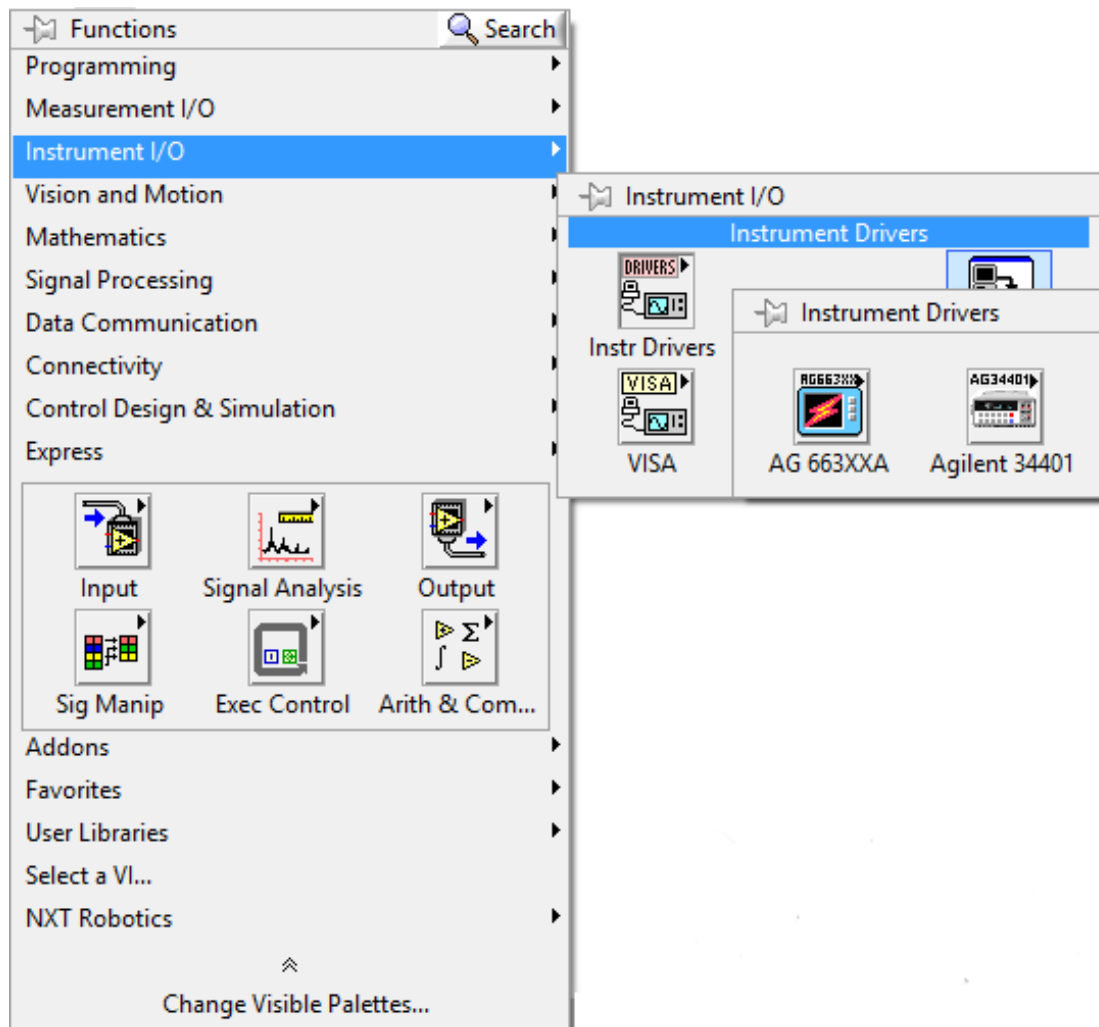 Functions Search
Programming
Measurement I/O
Instrument I/O
Vision and Motion
Mathematics
Signal Processing
Data Communication
Connectivity
Control Design & Simulation
Express
Input Signal Analysis Output
Sig Manip Exec Control Arith & Com...
Addons
Favorites
User Libraries
Select a VI...
NXT Robotics
Change Visible Palettes...
Instrument I/O
Instrument Drivers
DRIVERS
Instr Drivers
VISA
VISA
Instrument Drivers
AG663XX AG34401
AG 663XXA Agilent 34401